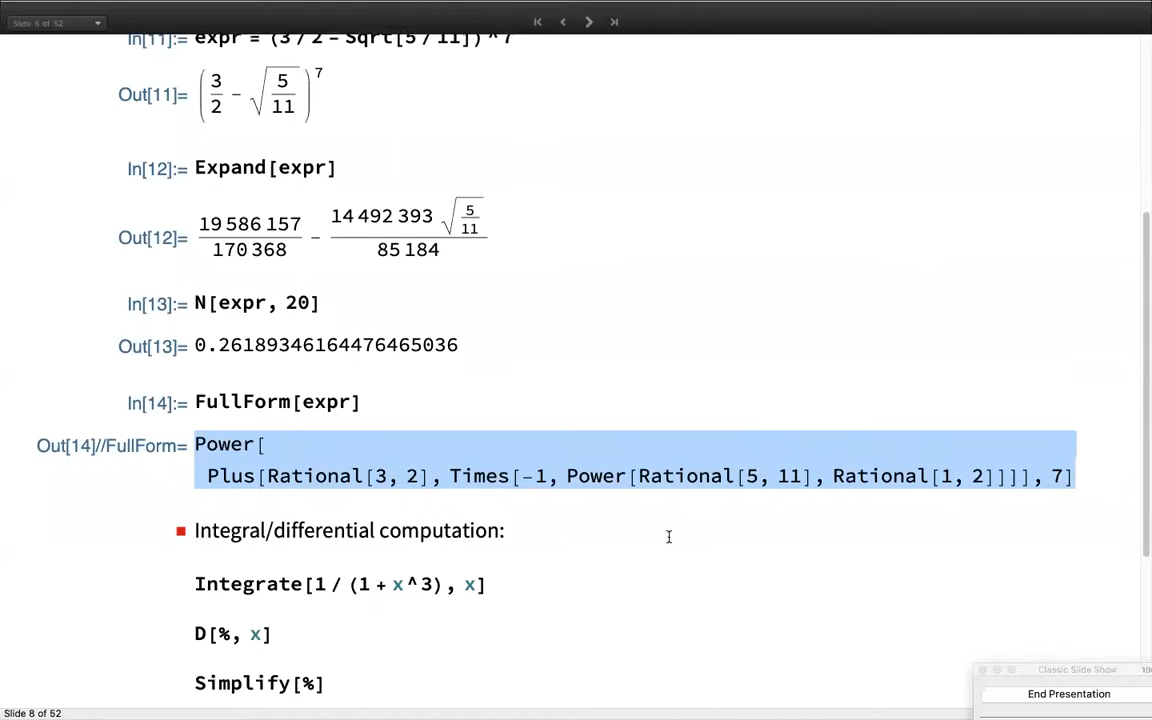 Slide 8 of 52
In[11]:= expr = (3 / 2 – Sqrt[5 / 11]) ^ 7
Out[11]= (3/2 - √(5/11))^7
In[12]:= Expand[expr]
Out[12]= 19 586 157/170 368 - 14 492 393 √(5/11)/85 184
In[13]:= N[expr, 20]
Out[13]= 0.26189346164476465036
In[14]:= FullForm[expr]
Out[14]//FullForm= Power[
Plus[Rational[3, 2], Times[-1, Power[Rational[5, 11], Rational[1, 2]]]], 7]
Integral/differential computation:
Integrate[1 / (1 + x^3), x]
D[%, x]
Simplify[%]
Classic Slide Show
End Presentation
Slide 8 of 52